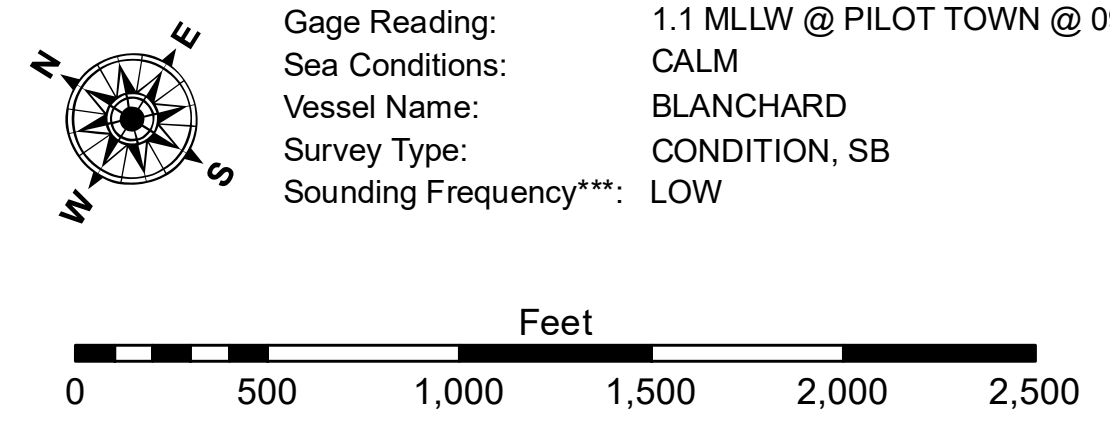 N
E
S
W
Gage Reading: 1.1 MLLW @ PILOT TOWN @
Sea Conditions: CALM
Vessel Name: BLANCHARD
Survey Type: CONDITION, SB
Sounding Frequency***: LOW
Feet
0 500 1,000 1,500 2,000 2,500